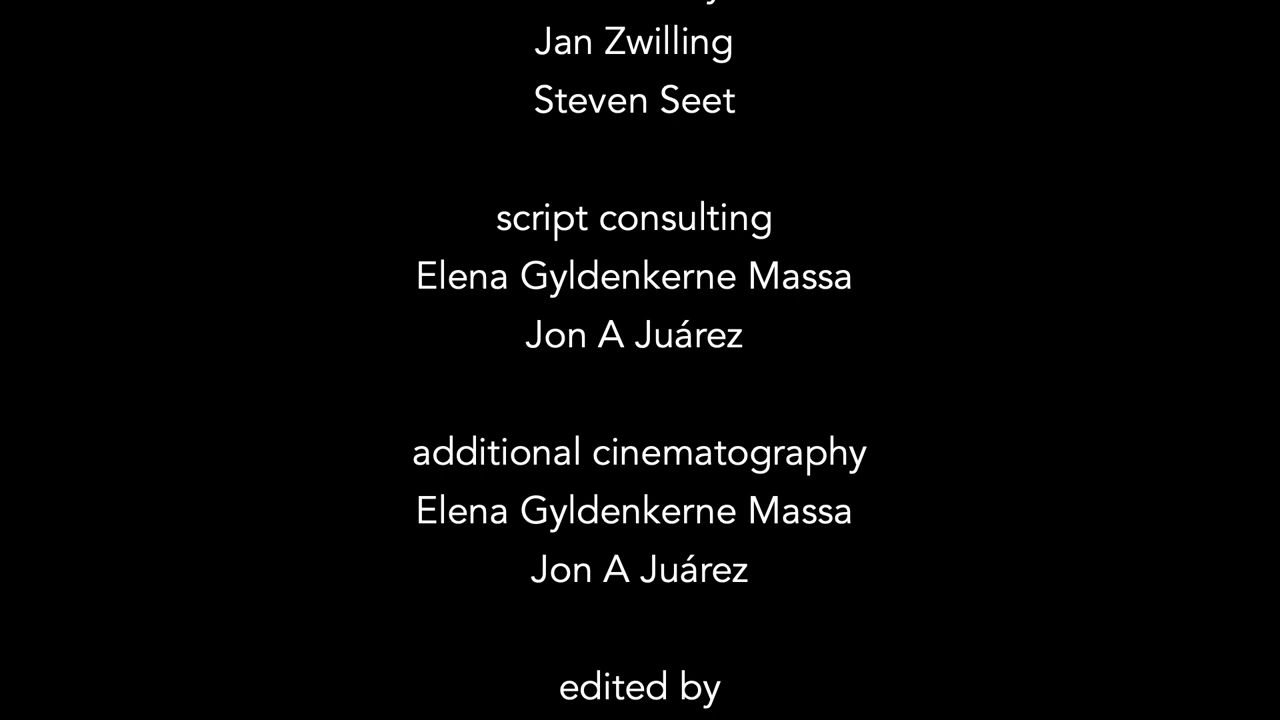 Jan Zwilling
Steven Seet
script consulting
Elena Gyldenkerne Massa
Jon A Juárez
additional cinematography
Elena Gyldenkerne Massa
Jon A Juárez
edited by